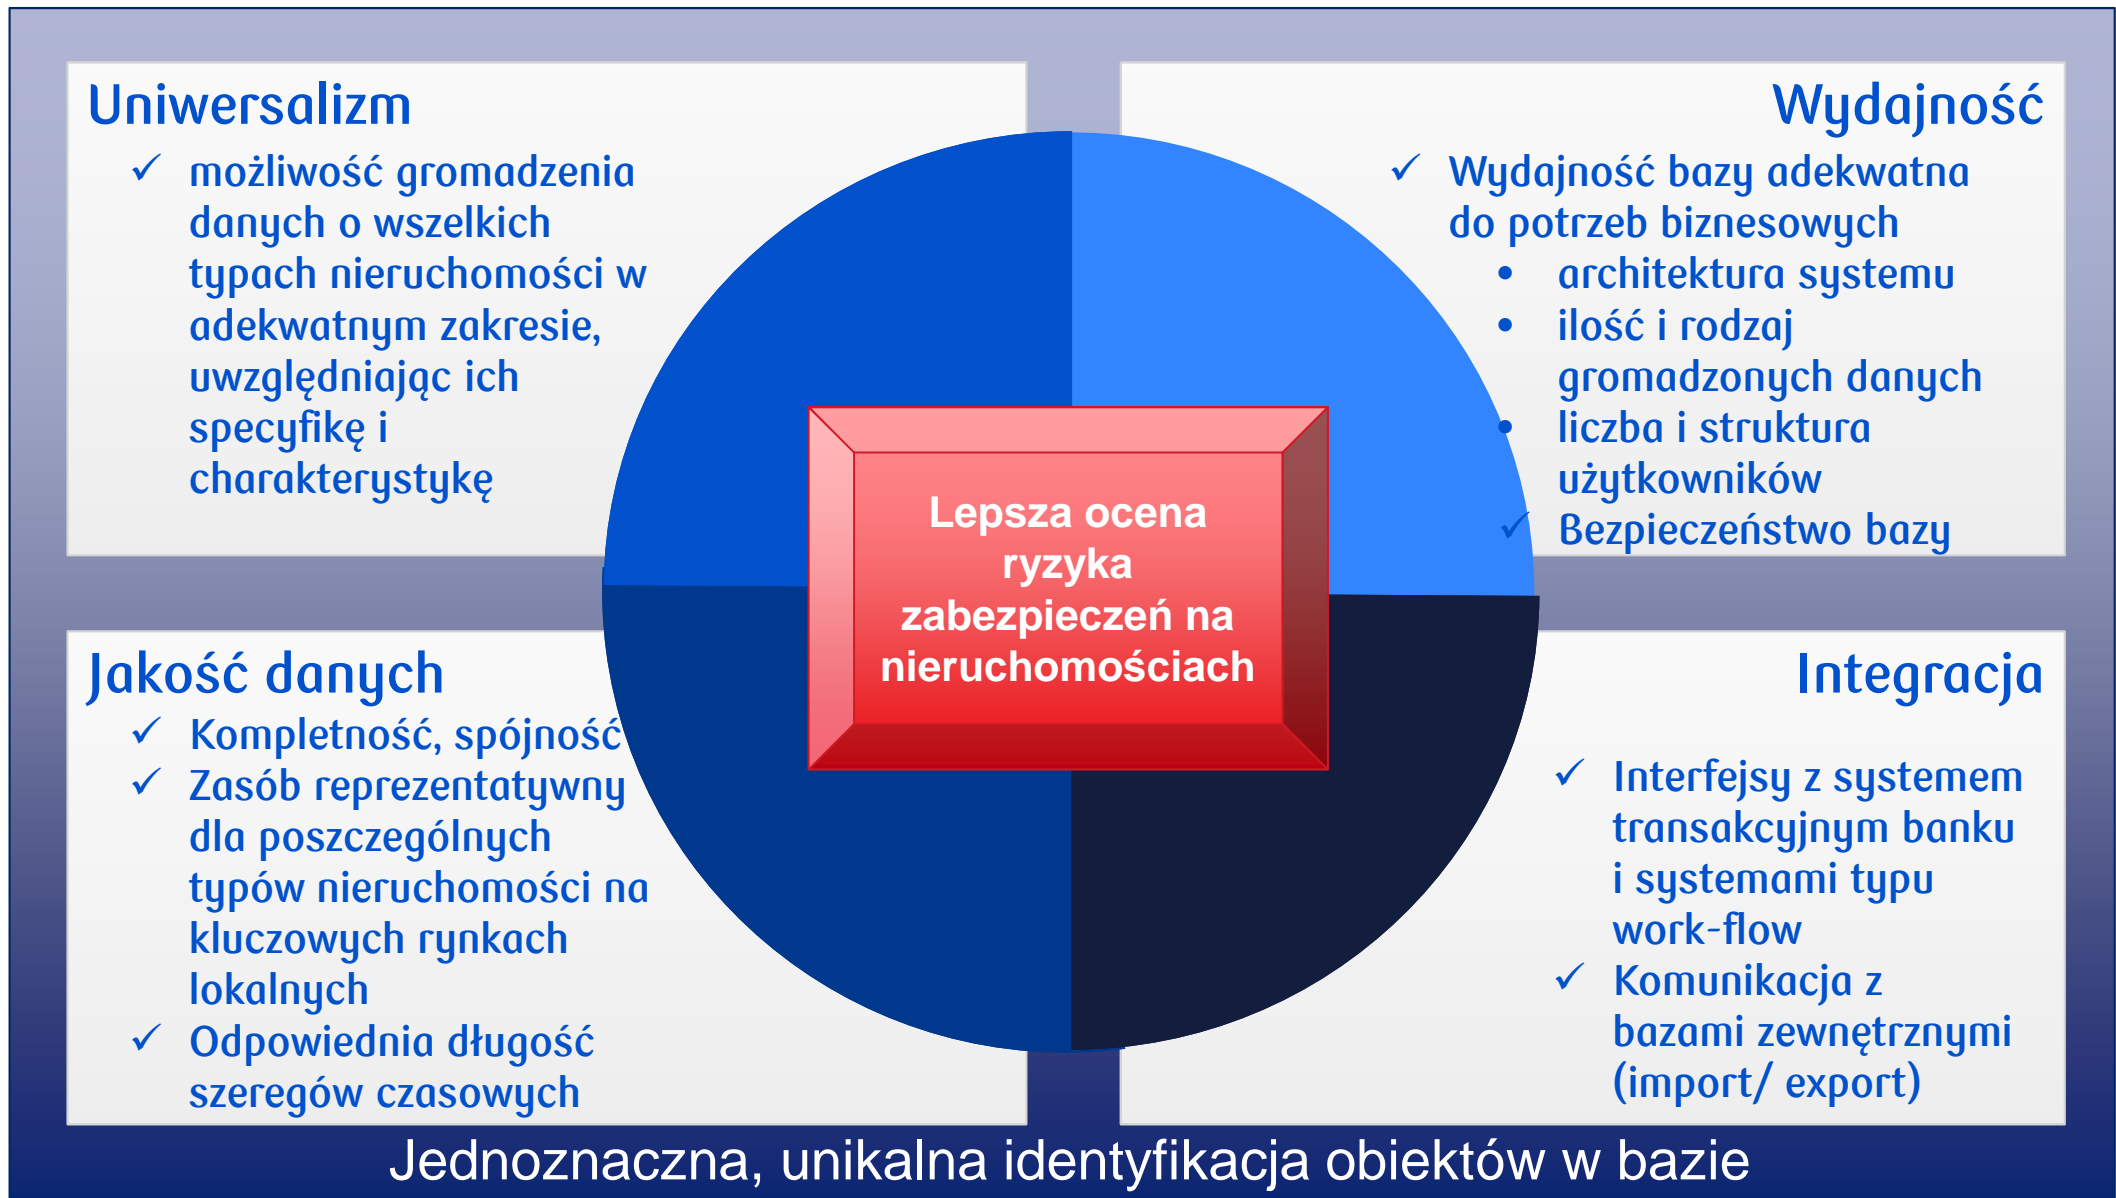 Uniwersalizm
✓ możliwość gromadzenia
danych o wszelkich
typach nieruchomości w
adekwatnym zakresie,
uwzględniając ich
specyfikę i
charakterystykę
Wydajność
✓ Wydajność bazy adekwatna
do potrzeb biznesowych
• architektura systemu
• ilość i rodzaj
gromadzonych danych
• liczba i struktura
użytkowników
✓ Bezpieczeństwo bazy
Lepsza ocena
ryzyka
zabezpieczeń na
nieruchomościach
Jakość danych
✓ Kompletność, spójność
✓ Zasób reprezentatywny
dla poszczególnych
typów nieruchomości na
kluczowych rynkach
lokalnych
✓ Odpowiednia długość
szeregów czasowych
Integracja
✓ Interfejsy z systemem
transakcyjnym banku
i systemami typu
work-flow
✓ Komunikacja z
bazami zewnętrznymi
(import/ export)
Jednoznaczna, unikalna identyfikacja obiektów w bazie